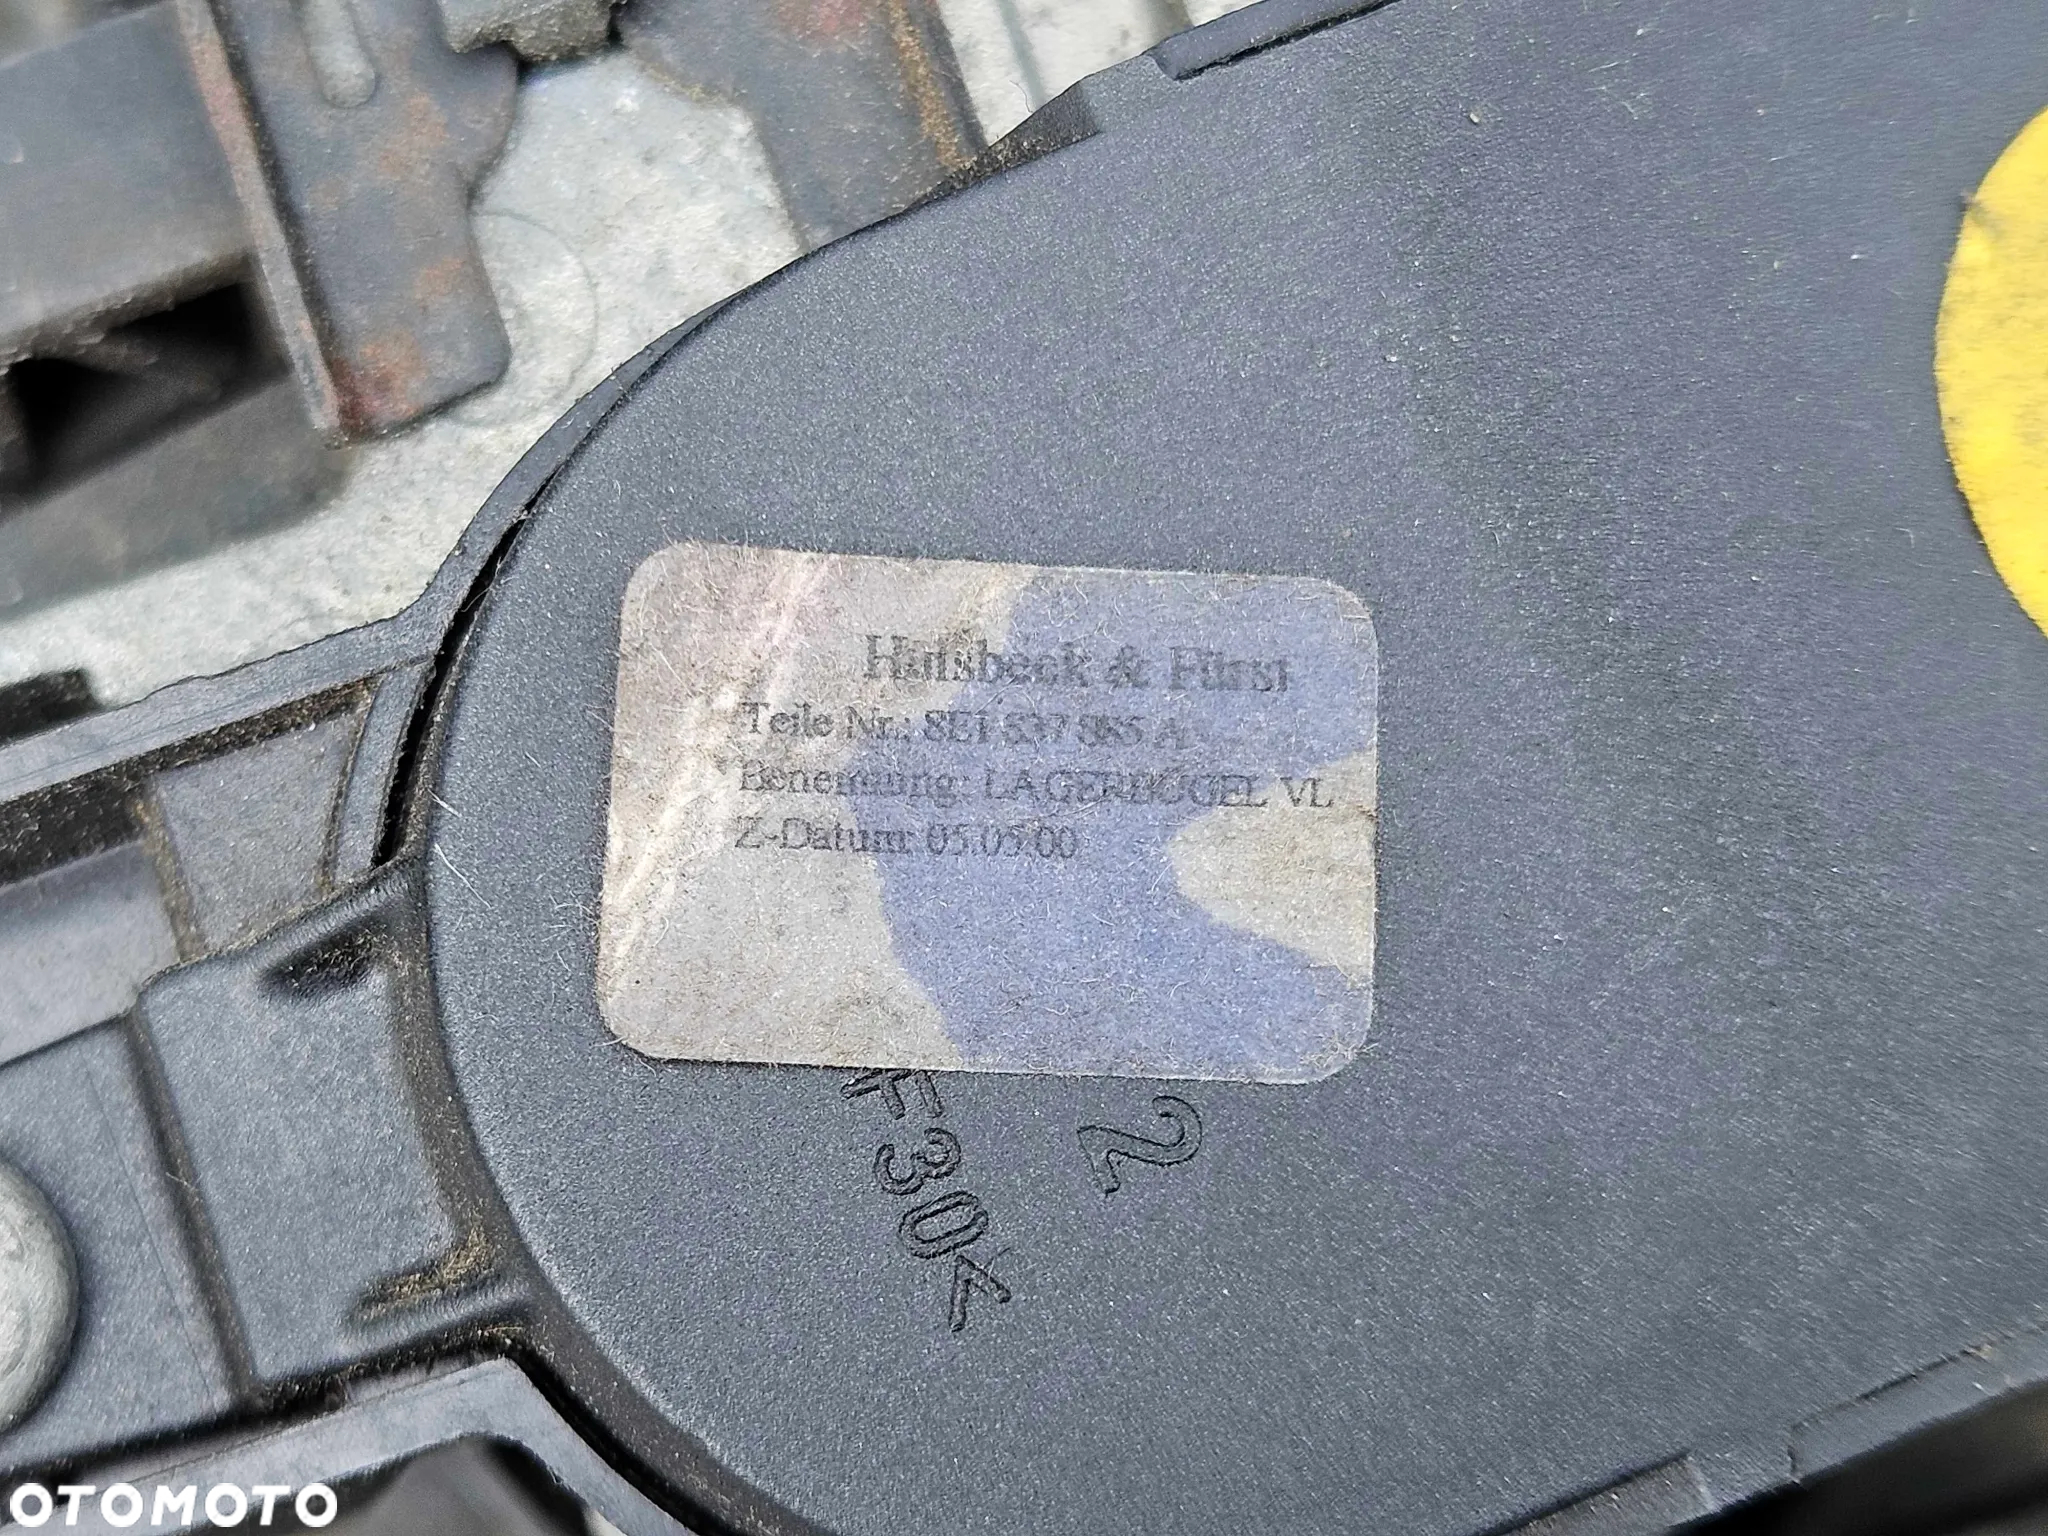 Hülsbeck & Fürst
Teile Nr.: 8E1 837 885 A
Benennung: LAGERBÜGEL VL
Z-Datum: 05.05.00
F30<
2
OTOMOTO